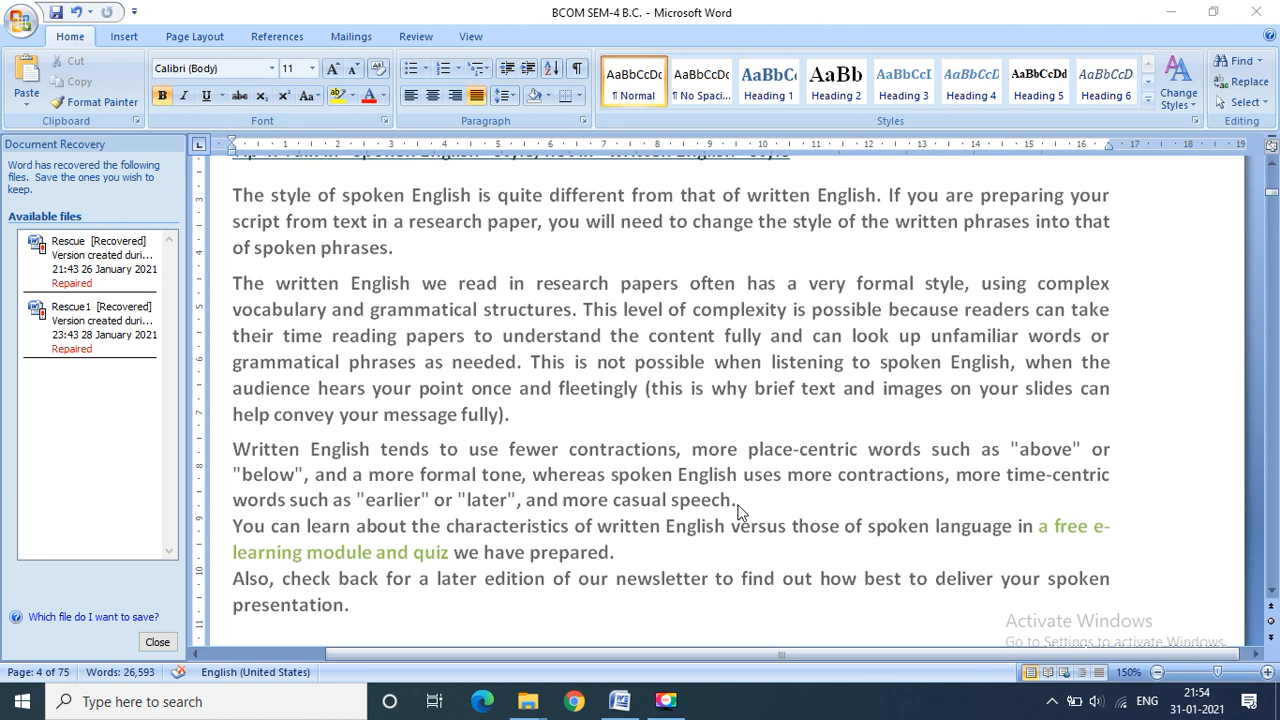 BCOM SEM-4 B.C. - Microsoft Word
Home Insert Page Layout References Mailings Review View
Paste
Cut
Copy
Format Painter
Clipboard
Calibri (Body) 11
Font
Paragraph
AaBbCcDc AaBbCcDc AaBbC AaBb AaBbCcI AaBbCcD AaBbCcDd AaBbCcD
¶ Normal ¶ No Spaci... Heading 1 Heading 2 Heading 3 Heading 4 Heading 5 Heading 6
Styles
Change Styles
Find
Replace
Select
Editing
Document Recovery
Word has recovered the following
files. Save the ones you wish to
keep.
Available files
Rescue [Recovered]
Version created duri...
21:43 26 January 2021
Repaired
Rescue1 [Recovered]
Version created duri...
23:43 28 January 2021
Repaired
Which file do I want to save?
Close
The style of spoken English is quite different from that of written English. If you are preparing your
script from text in a research paper, you will need to change the style of the written phrases into that
of spoken phrases.
The written English we read in research papers often has a very formal style, using complex
vocabulary and grammatical structures. This level of complexity is possible because readers can take
their time reading papers to understand the content fully and can look up unfamiliar words or
grammatical phrases as needed. This is not possible when listening to spoken English, when the
audience hears your point once and fleetingly (this is why brief text and images on your slides can
help convey your message fully).
Written English tends to use fewer contractions, more place-centric words such as "above" or
"below", and a more formal tone, whereas spoken English uses more contractions, more time-centric
words such as "earlier" or "later", and more casual speech.
You can learn about the characteristics of written English versus those of spoken language in a free e-
learning module and quiz we have prepared.
Also, check back for a later edition of our newsletter to find out how best to deliver your spoken
presentation.
Activate Windows
Go to Settings to activate Windows.
Page: 4 of 75 Words: 26,593 English (United States) 150%
Type here to search
ENG
21:54
31-01-2021